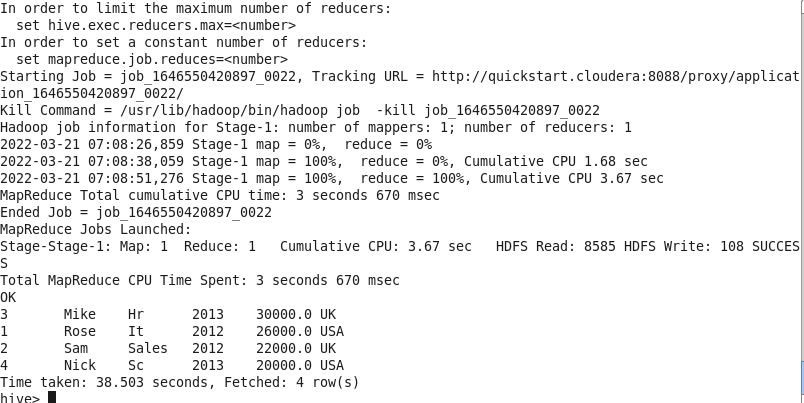 In order to limit the maximum number of reducers:
  set hive.exec.reducers.max=<number>
In order to set a constant number of reducers:
  set mapreduce.job.reduces=<number>
Starting Job = job_1646550420897_0022, Tracking URL = http://quickstart.cloudera:8088/proxy/applicat
ion_1646550420897_0022/
Kill Command = /usr/lib/hadoop/bin/hadoop job  -kill job_1646550420897_0022
Hadoop job information for Stage-1: number of mappers: 1; number of reducers: 1
2022-03-21 07:08:26,859 Stage-1 map = 0%,  reduce = 0%
2022-03-21 07:08:38,059 Stage-1 map = 100%,  reduce = 0%, Cumulative CPU 1.68 sec
2022-03-21 07:08:51,276 Stage-1 map = 100%,  reduce = 100%, Cumulative CPU 3.67 sec
MapReduce Total cumulative CPU time: 3 seconds 670 msec
Ended Job = job_1646550420897_0022
MapReduce Jobs Launched:
Stage-Stage-1: Map: 1  Reduce: 1   Cumulative CPU: 3.67 sec   HDFS Read: 8585 HDFS Write: 108 SUCCES
S
Total MapReduce CPU Time Spent: 3 seconds 670 msec
OK
3       Mike    Hr      2013    30000.0 UK
1       Rose    It      2012    26000.0 USA
2       Sam     Sales   2012    22000.0 UK
4       Nick    Sc      2013    20000.0 USA
Time taken: 38.503 seconds, Fetched: 4 row(s)
hive>